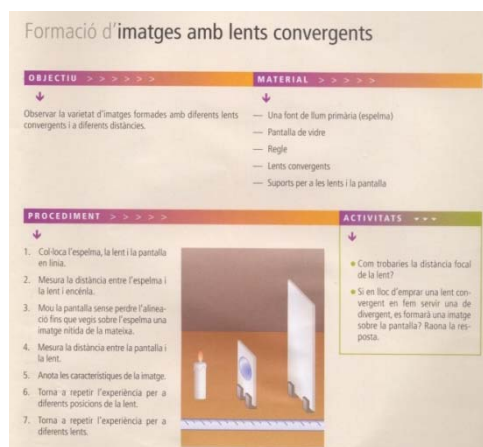 Formació d'imatges amb lents convergents
OBJECTIU > > > > > >
Observar la varietat d'imatges formades amb diferents lents
convergents i a diferents distàncies.
MATERIAL > > > > >
— Una font de llum primària (espelma)
— Pantalla de vidre
— Regle
— Lents convergents
— Suports per a les lents i la pantalla
PROCEDIMENT > > > > >
1. Col·loca l'espelma, la lent i la pantalla
en línia.
2. Mesura la distància entre l'espelma i
la lent i encénla.
3. Mou la pantalla sense perdre l'alinea-
ció fins que vegis sobre l'espelma una
imatge nítida de la mateixa.
4. Mesura la distància entre la pantalla i
la lent.
5. Anota les característiques de la imatge.
6. Torna a repetir l'experiència per a
diferents posicions de la lent.
7. Torna a repetir l'experiència per a
diferents lents.
ACTIVITATS
• Com trobaries la distància focal
de la lent?
• Si en lloc d'emprar una lent con-
vergent en fem servir una de
divergent, es formarà una imatge
sobre la pantalla? Raona la res-
posta.